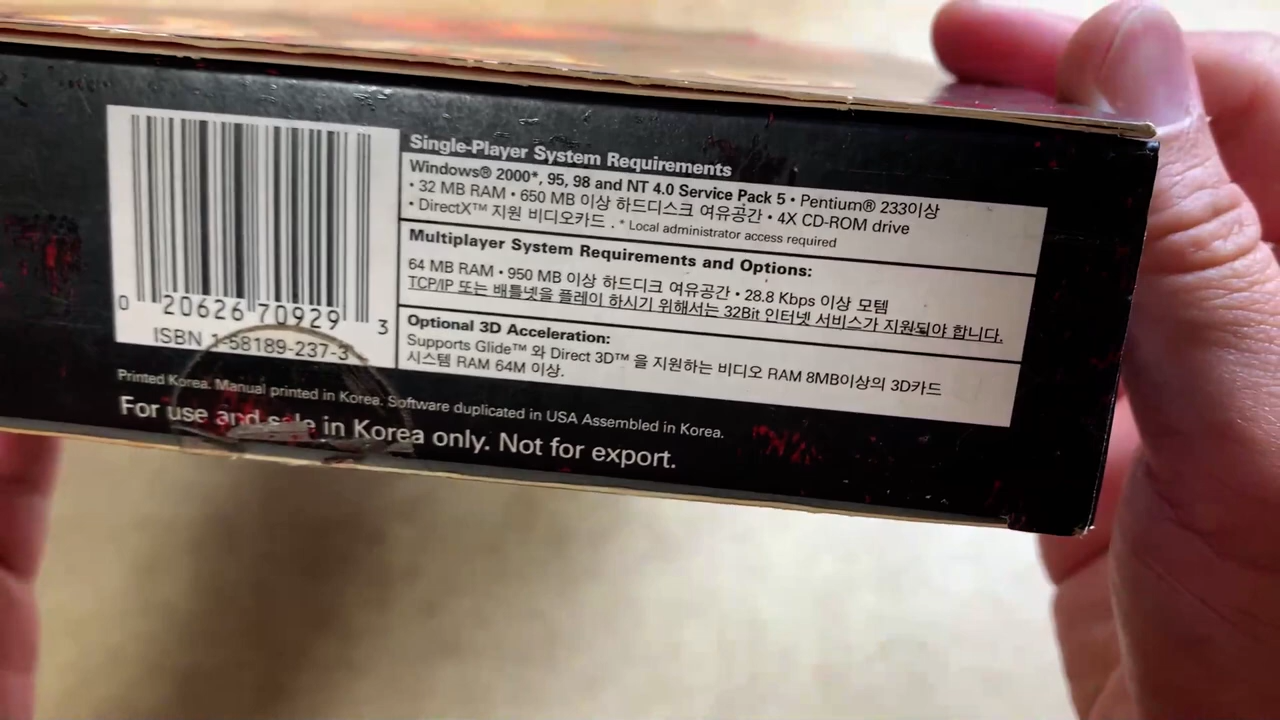 Single-Player System Requirements
Windows® 2000*, 95, 98 and NT 4.0 Service Pack 5 • Pentium® 233이상
• 32 MB RAM • 650 MB 이상 하드디스크 여유공간 • 4X CD-ROM drive
• DirectX™ 지원 비디오카드 . * Local administrator access required
Multiplayer System Requirements and Options:
64 MB RAM • 950 MB 이상 하드디크 여유공간 • 28.8 Kbps 이상 모템
TCP/IP 또는 배틀넷을 플레이 하시기 위해서는 32Bit 인터넷 서비스가 지원되야 합니다.
Optional 3D Acceleration:
Supports Glide™ 와 Direct 3D™ 을 지원하는 비디오 RAM 8MB이상의 3D카드
시스템 RAM 64M 이상.
0 20626 70929 3
ISBN 1-58189-237-3
Printed Korea. Manual printed in Korea. Software duplicated in USA Assembled in Korea.
For use and sale in Korea only. Not for export.